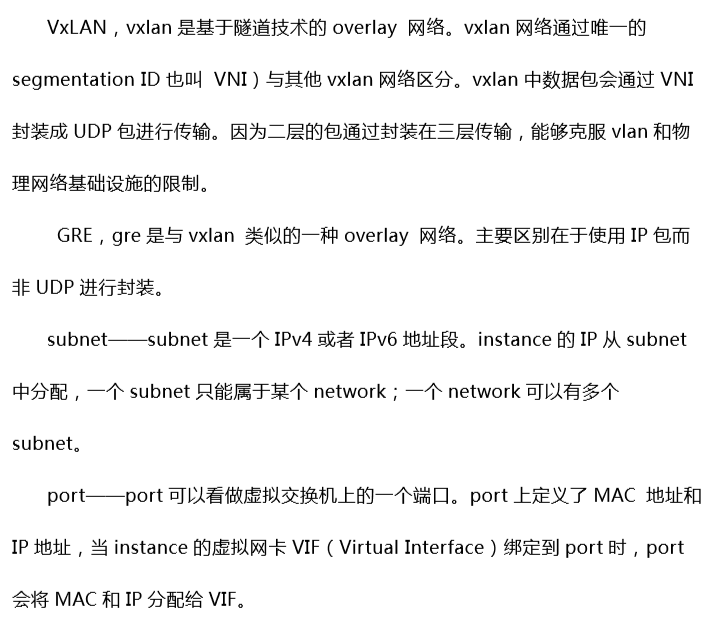 VxLAN，vxlan 是基于隧道技术的 overlay 网络。vxlan 网络通过唯一的
segmentation ID 也叫 VNI）与其他 vxlan 网络区分。vxlan 中数据包会通过 VNI
封装成 UDP 包进行传输。因为二层的包通过封装在三层传输，能够克服 vlan 和物
理网络基础设施的限制。
GRE，gre 是与 vxlan 类似的一种 overlay 网络。主要区别在于使用 IP 包而
非 UDP 进行封装。
subnet——subnet 是一个 IPv4 或者 IPv6 地址段。instance 的 IP 从 subnet
中分配，一个 subnet 只能属于某个 network；一个 network 可以有多个
subnet。
port——port 可以看做虚拟交换机上的一个端口。port 上定义了 MAC 地址和
IP 地址，当 instance 的虚拟网卡 VIF（Virtual Interface）绑定到 port 时，port
会将 MAC 和 IP 分配给 VIF。